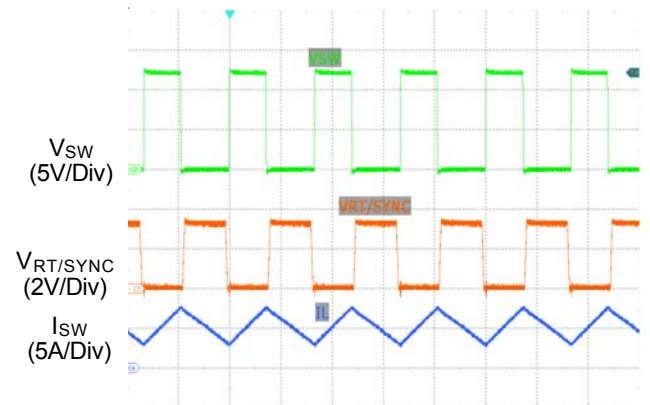 VSW
VSW
(5V/Div)
VRT/SYNC
VRT/SYNC
(2V/Div)
IL
ISW
(5A/Div)